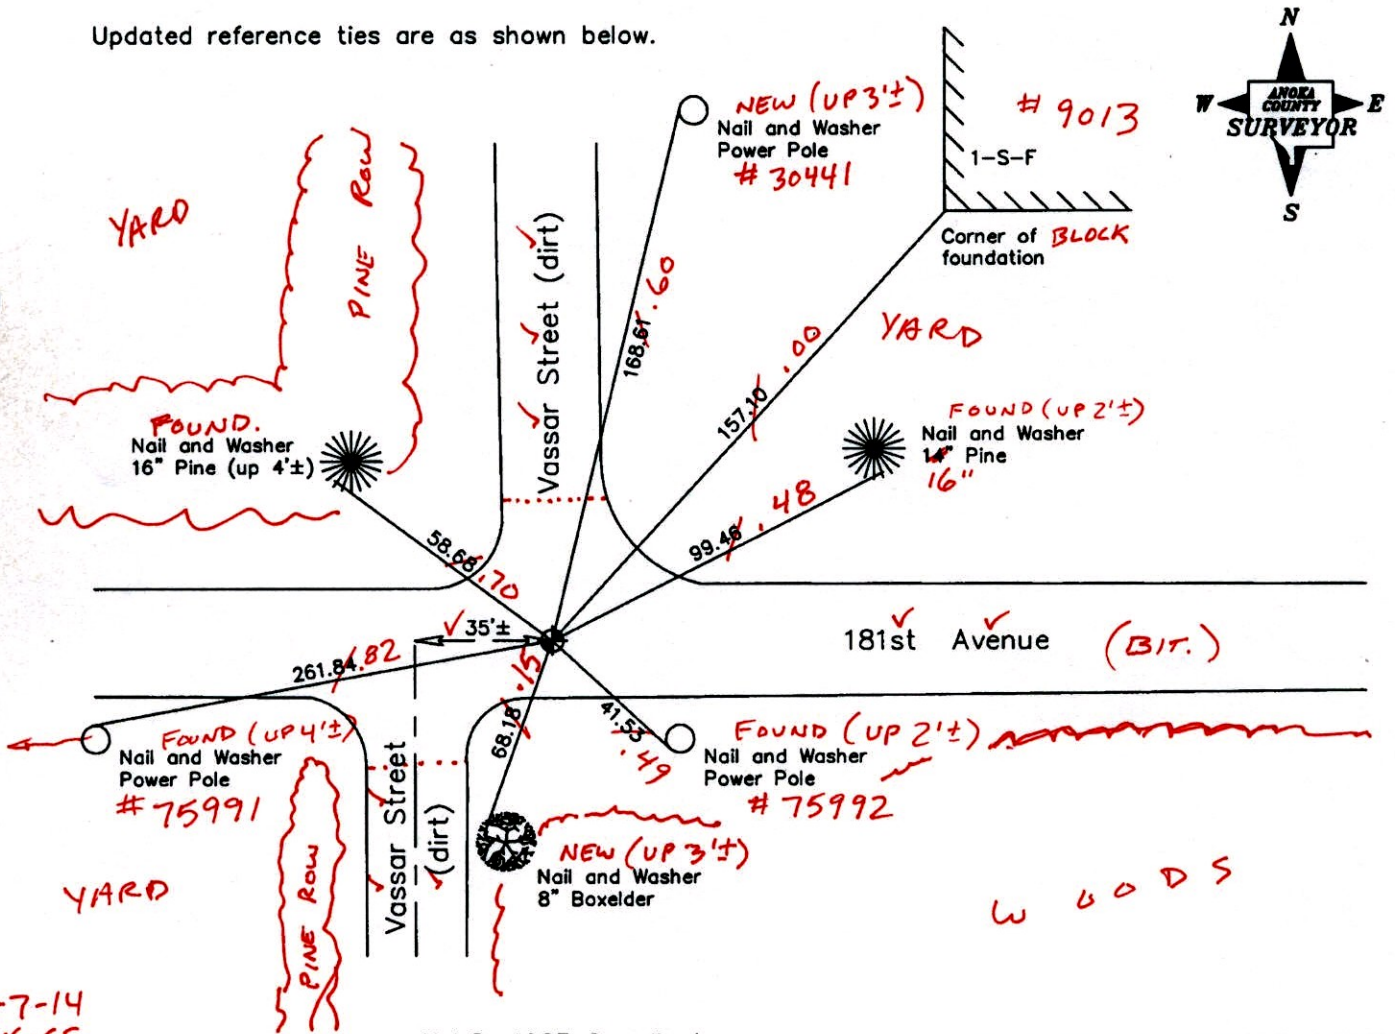 Updated reference ties are as shown below.
N
W
E
S
ANOKA
COUNTY
SURVEYOR
NEW (UP 3'±)
Nail and Washer
Power Pole
# 30441
# 9013
1-S-F
Corner of BLOCK
foundation
YARD
PINE ROW
Vassar Street (dirt)
168.61 .60
157.10 .00
YARD
FOUND.
Nail and Washer
16" Pine (up 4'±)
FOUND (UP 2'±)
Nail and Washer
14" Pine
16"
58.68 .70
99.46 .48
35'±
181st Avenue (BIT.)
261.84 .82
68.18 .15
41.53 .49
FOUND (UP 4'±)
Nail and Washer
Power Pole
# 75991
FOUND (UP 2'±)
Nail and Washer
Power Pole
# 75992
Vassar Street
(dirt)
NEW (UP 3'±)
Nail and Washer
8" Boxelder
YARD
PINE ROW
WOODS
-7-14